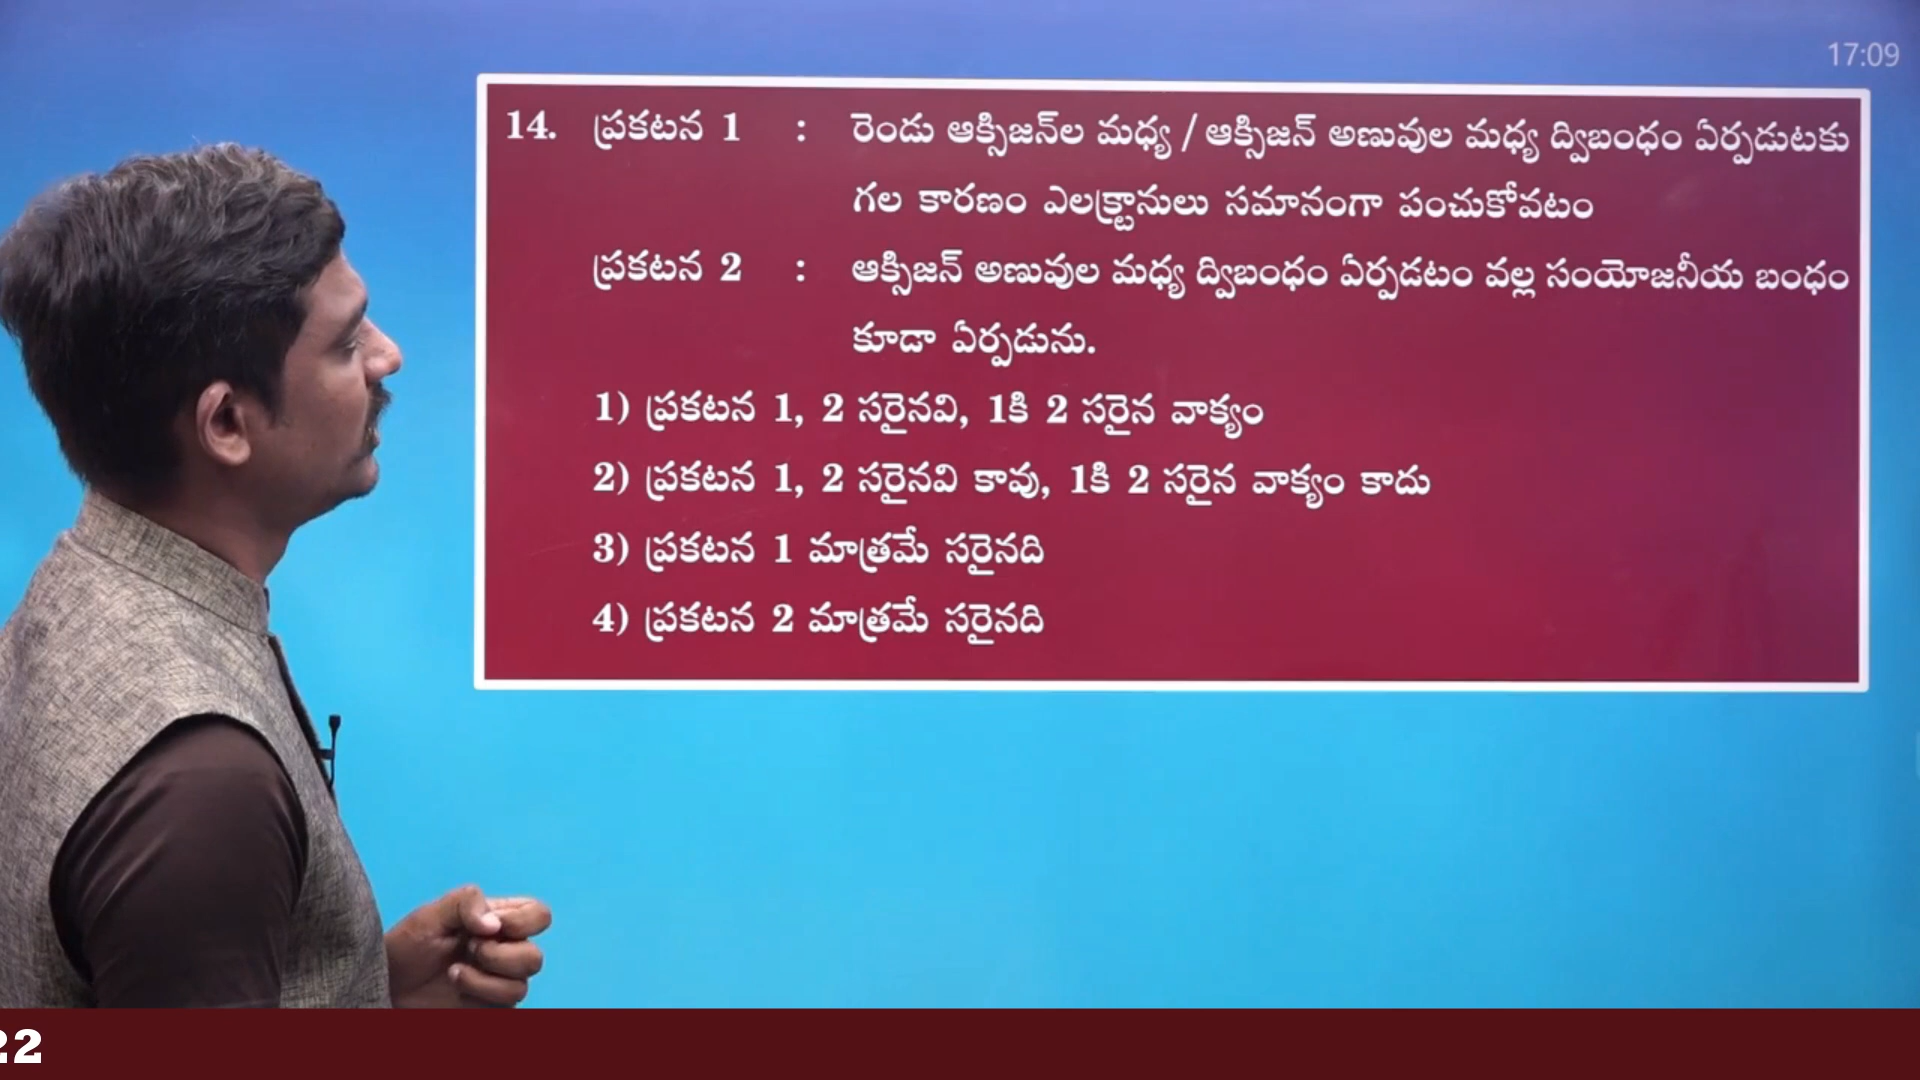 17:09
14. ప్రకటన 1 : రెండు ఆక్సిజన్‌ల మధ్య / ఆక్సిజన్ అణువుల మధ్య ద్విబంధం ఏర్పడుటకు
గల కారణం ఎలక్ట్రానులు సమానంగా పంచుకోవటం
ప్రకటన 2 : ఆక్సిజన్ అణువుల మధ్య ద్విబంధం ఏర్పడటం వల్ల సంయోజనీయ బంధం
కూడా ఏర్పడును.
1) ప్రకటన 1, 2 సరైనవి, 1కి 2 సరైన వాక్యం
2) ప్రకటన 1, 2 సరైనవి కావు, 1కి 2 సరైన వాక్యం కాదు
3) ప్రకటన 1 మాత్రమే సరైనది
4) ప్రకటన 2 మాత్రమే సరైనది
22